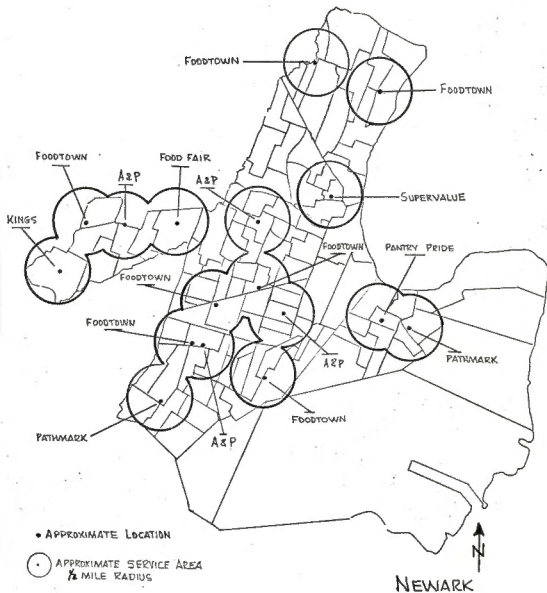 FOODTOWN
FOODTOWN
FOODTOWN
A&P
FOOD FAIR
A&P
SUPERVALUE
KINGS
FOODTOWN
PANTRY PRIDE
FOODTOWN
FOODTOWN
A&P
PATHMARK
FOODTOWN
PATHMARK
A&P
• APPROXIMATE LOCATION
APPROXIMATE SERVICE AREA
1/2 MILE RADIUS
N
NEWARK